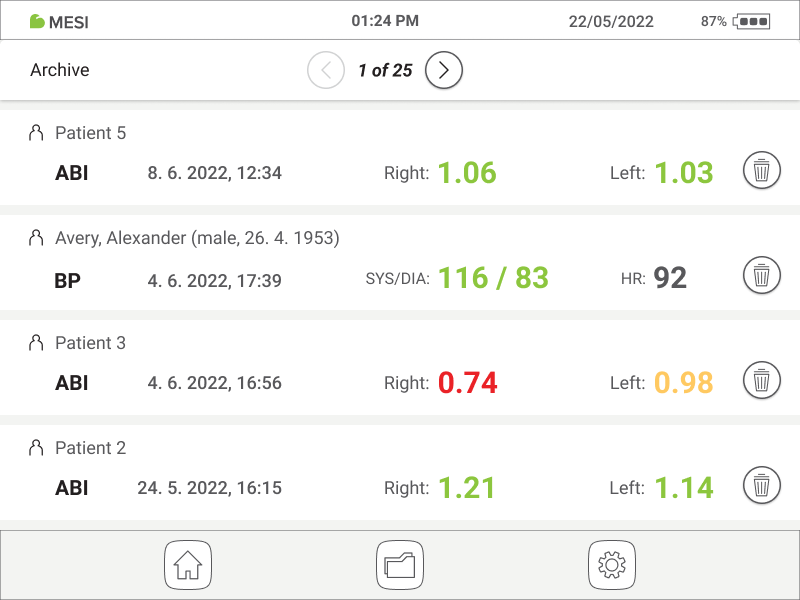 MESI 01:24 PM 22/05/2022 87%
Archive 1 of 25
Patient 5
ABI 8. 6. 2022, 12:34 Right: 1.06 Left: 1.03
Avery, Alexander (male, 26. 4. 1953)
BP 4. 6. 2022, 17:39 SYS/DIA: 116 / 83 HR: 92
Patient 3
ABI 4. 6. 2022, 16:56 Right: 0.74 Left: 0.98
Patient 2
ABI 24. 5. 2022, 16:15 Right: 1.21 Left: 1.14